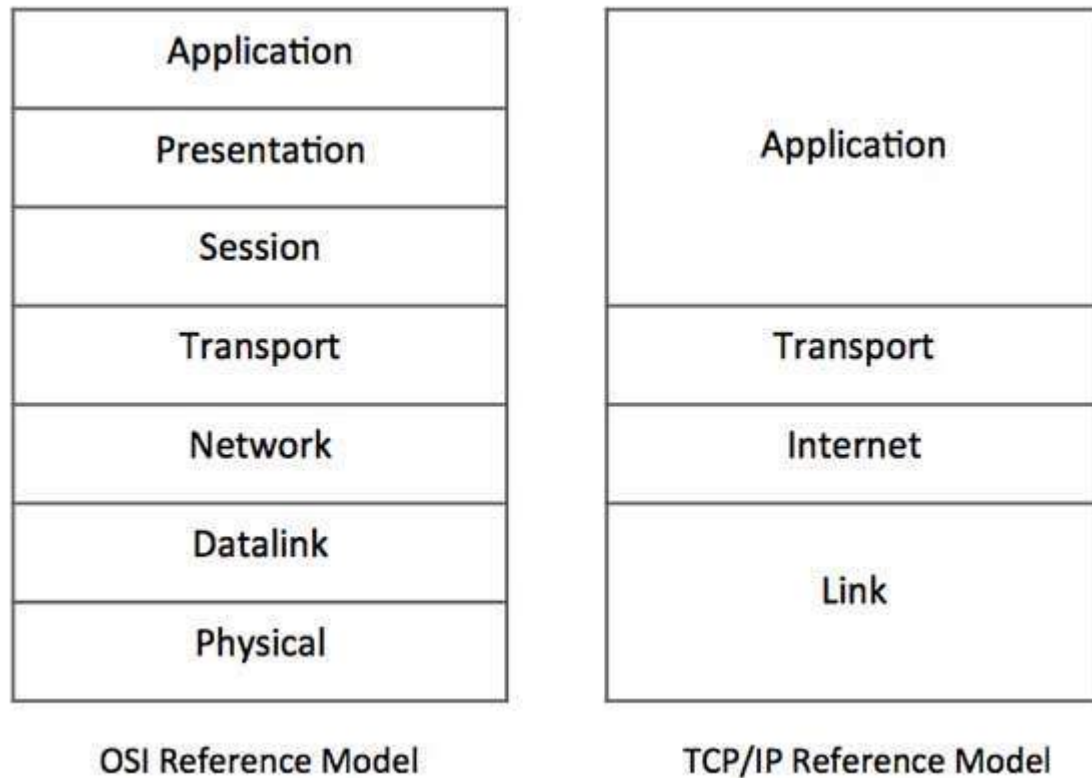 Application
Presentation
Session
Transport
Network
Datalink
Physical
OSI Reference Model
Application
Transport
Internet
Link
TCP/IP Reference Model